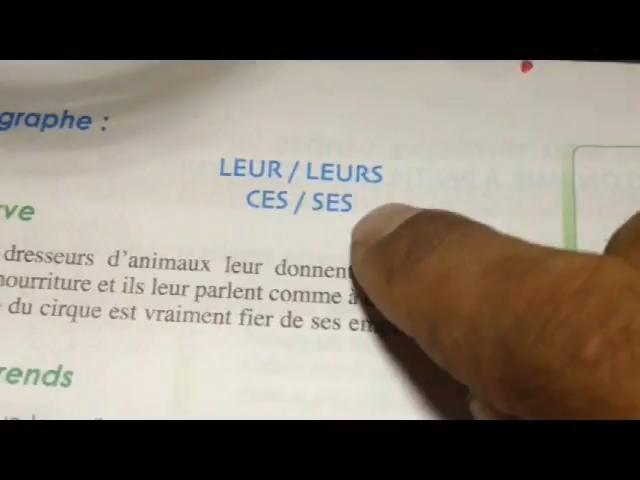 graphe :
LEUR / LEURS
CES / SES
rve
dresseurs d'animaux leur donnent
nourriture et ils leur parlent comme à
du cirque est vraiment fier de ses
rends